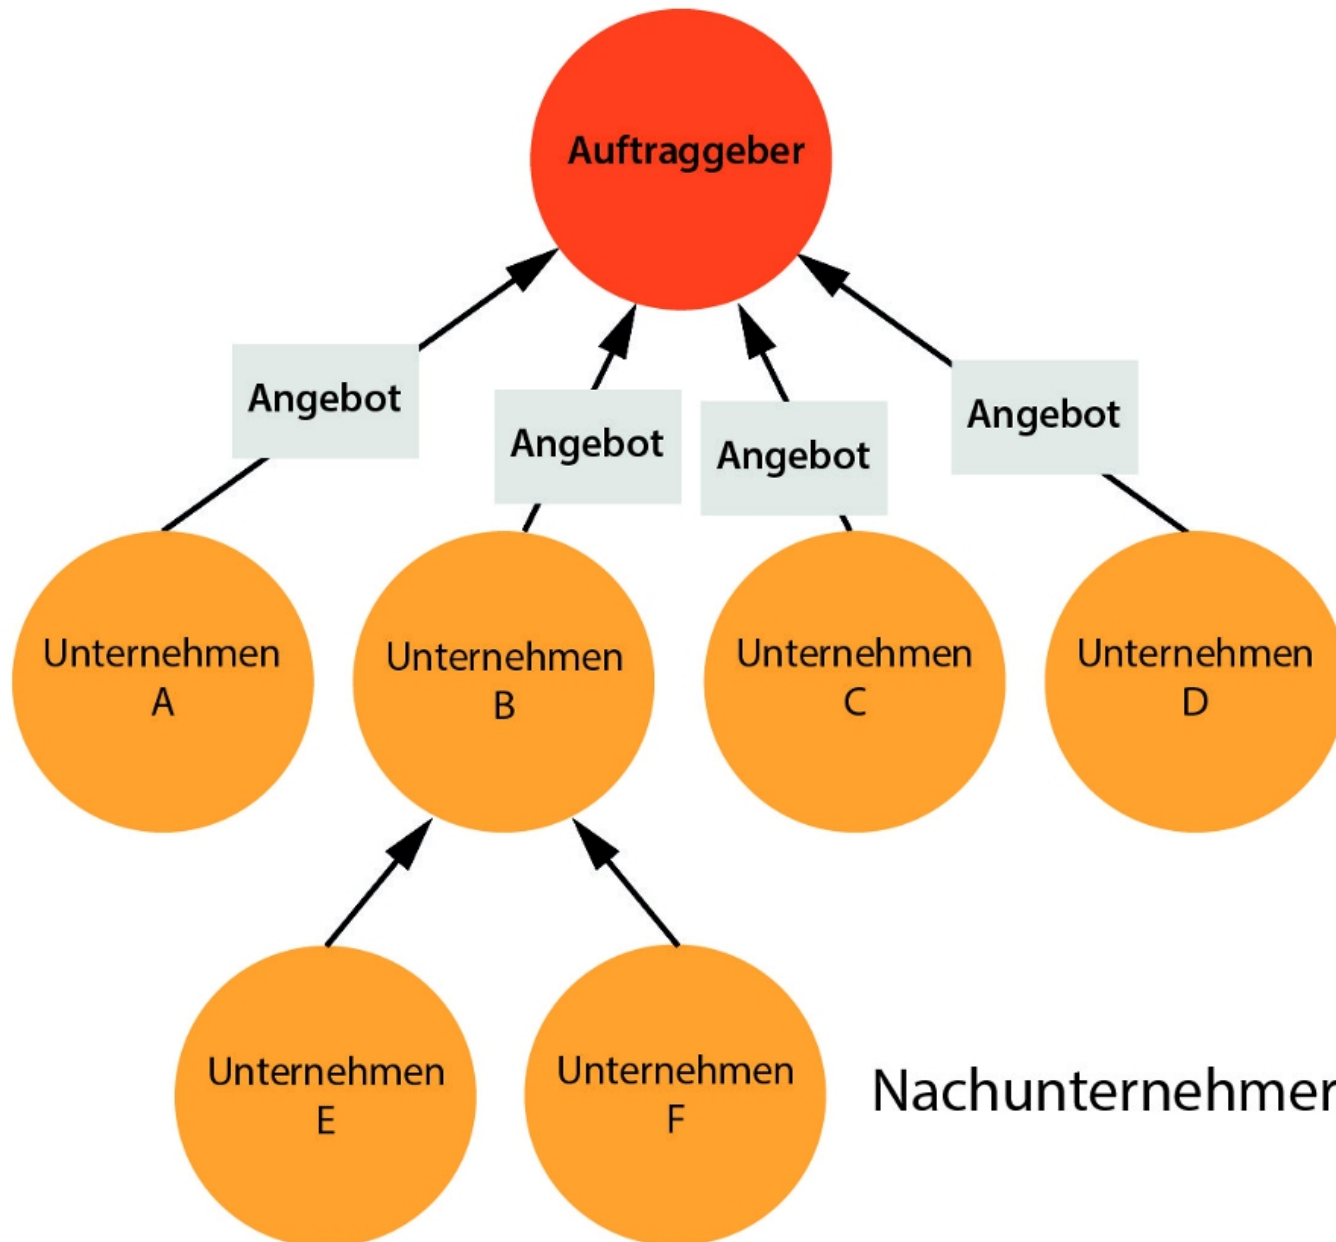 Auftraggeber
Angebot
Angebot
Angebot
Angebot
Unternehmen
A
Unternehmen
B
Unternehmen
C
Unternehmen
D
Unternehmen
E
Unternehmen
F
Nachunternehmer